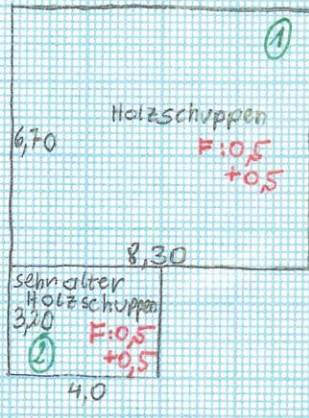 1
Holzschuppen
6,70
F:0,5
+0,5
8,30
sehr alter
Holzschuppen
3,20
F:0,5
2
+0,5
4,0